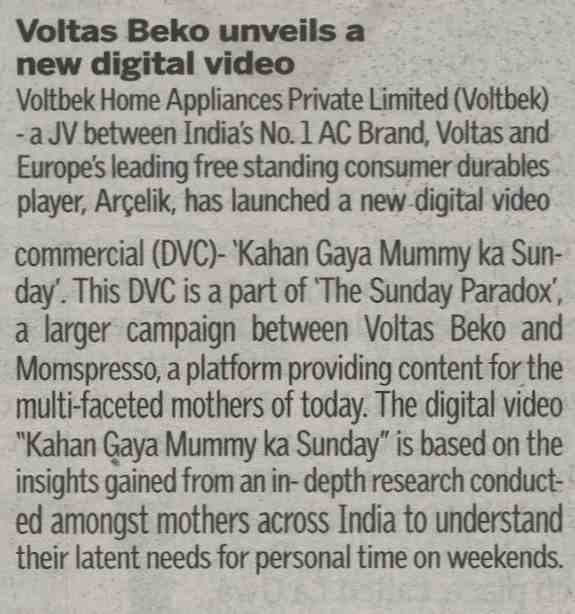 Voltas Beko unveils a
new digital video
Voltbek Home Appliances Private Limited (Voltbek)
- a JV between India's No. 1 AC Brand, Voltas and
Europe's leading free standing consumer durables
player, Arçelik, has launched a new digital video
commercial (DVC)- 'Kahan Gaya Mummy ka Sun-
day'. This DVC is a part of 'The Sunday Paradox',
a larger campaign between Voltas Beko and
Momspresso, a platform providing content for the
multi-faceted mothers of today. The digital video
"Kahan Gaya Mummy ka Sunday" is based on the
insights gained from an in- depth research conduct-
ed amongst mothers across India to understand
their latent needs for personal time on weekends.